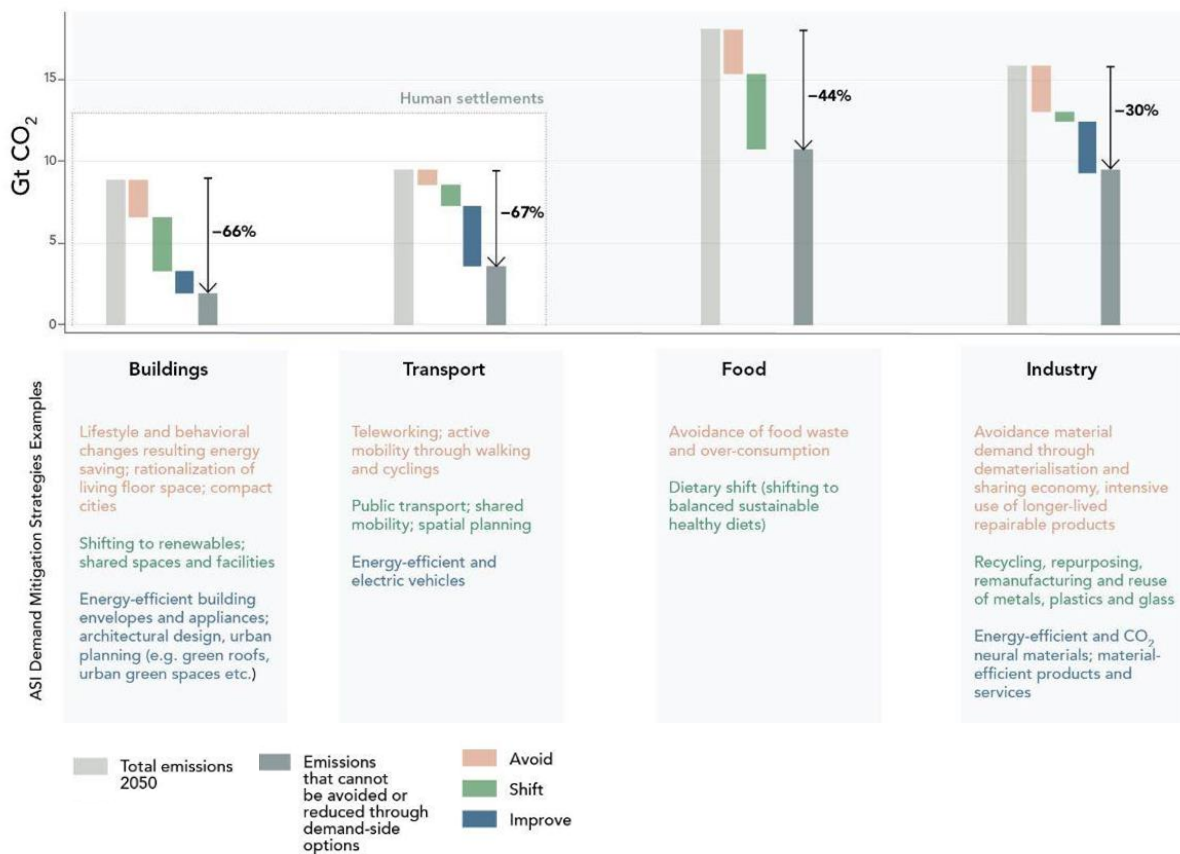 Gt CO₂
15
10
5
0
Human settlements
–66%
–67%
–44%
–30%
ASI Demand Mitigation Strategies Examples
Buildings
Lifestyle and behavioral
changes resulting energy
saving; rationalization of
living floor space; compact
cities
Shifting to renewables;
shared spaces and facilities
Energy-efficient building
envelopes and appliances;
architectural design, urban
planning (e.g. green roofs,
urban green spaces etc.)
Transport
Teleworking; active
mobility through walking
and cyclings
Public transport; shared
mobility; spatial planning
Energy-efficient and
electric vehicles
Food
Avoidance of food waste
and over-consumption
Dietary shift (shifting to
balanced sustainable
healthy diets)
Industry
Avoidance material
demand through
dematerialisation and
sharing economy, intensive
use of longer-lived
repairable products
Recycling, repurposing,
remanufacturing and reuse
of metals, plastics and glass
Energy-efficient and CO₂
neural materials; material-
efficient products and
services
Total emissions
2050
Emissions
that cannot
be avoided or
reduced through
demand-side
options
Avoid
Shift
Improve